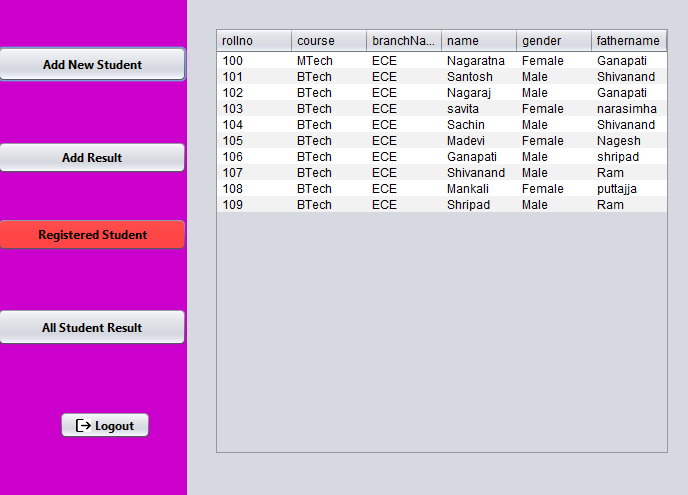 Add New Student
Add Result
Registered Student
All Student Result
Logout
rollno course branchNa... name gender fathername
100 MTech ECE Nagaratna Female Ganapati
101 BTech ECE Santosh Male Shivanand
102 BTech ECE Nagaraj Male Ganapati
103 BTech ECE savita Female narasimha
104 BTech ECE Sachin Male Shivanand
105 BTech ECE Madevi Female Nagesh
106 BTech ECE Ganapati Male shripad
107 BTech ECE Shivanand Male Ram
108 BTech ECE Mankali Female puttajja
109 BTech ECE Shripad Male Ram